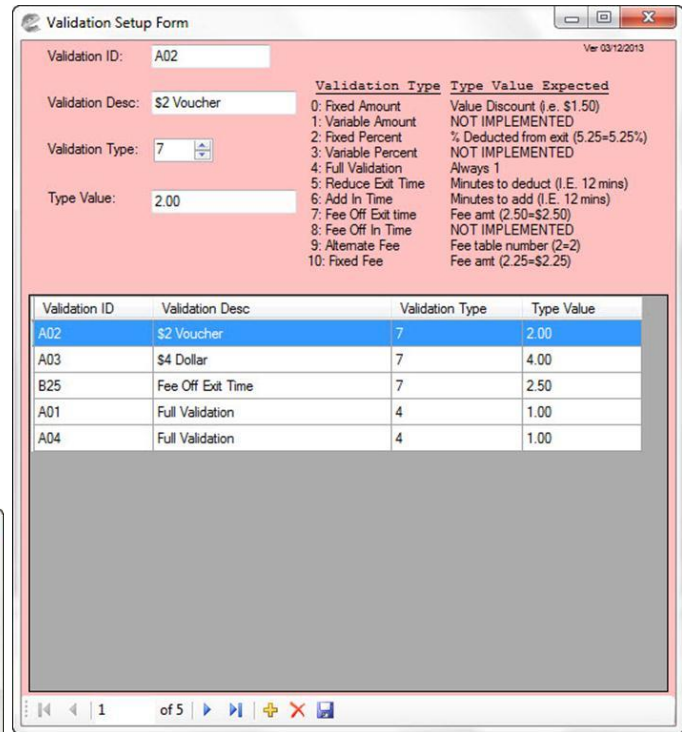 Validation Setup Form
Ver 03/12/2013
Validation ID: A02
Validation Desc: $2 Voucher
Validation Type: 7
Type Value: 2.00
Validation Type Type Value Expected
0: Fixed Amount Value Discount (i.e. $1.50)
1: Variable Amount NOT IMPLEMENTED
2: Fixed Percent % Deducted from exit (5.25=5.25%)
3: Variable Percent NOT IMPLEMENTED
4: Full Validation Always 1
5: Reduce Exit Time Minutes to deduct (I.E. 12 mins)
6: Add In Time Minutes to add (I.E. 12 mins)
7: Fee Off Exit time Fee amt (2.50=$2.50)
8: Fee Off In Time NOT IMPLEMENTED
9: Alternate Fee Fee table number (2=2)
10: Fixed Fee Fee amt (2.25=$2.25)
Validation ID Validation Desc Validation Type Type Value
A02 $2 Voucher 7 2.00
A03 $4 Dollar 7 4.00
B25 Fee Off Exit Time 7 2.50
A01 Full Validation 4 1.00
A04 Full Validation 4 1.00
1 of 5